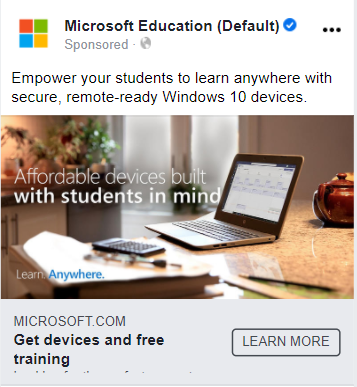 Microsoft Education (Default)
Sponsored ·
Empower your students to learn anywhere with
secure, remote-ready Windows 10 devices.
Affordable devices built
with students in mind
Learn Anywhere.
MICROSOFT.COM
Get devices and free
training
LEARN MORE